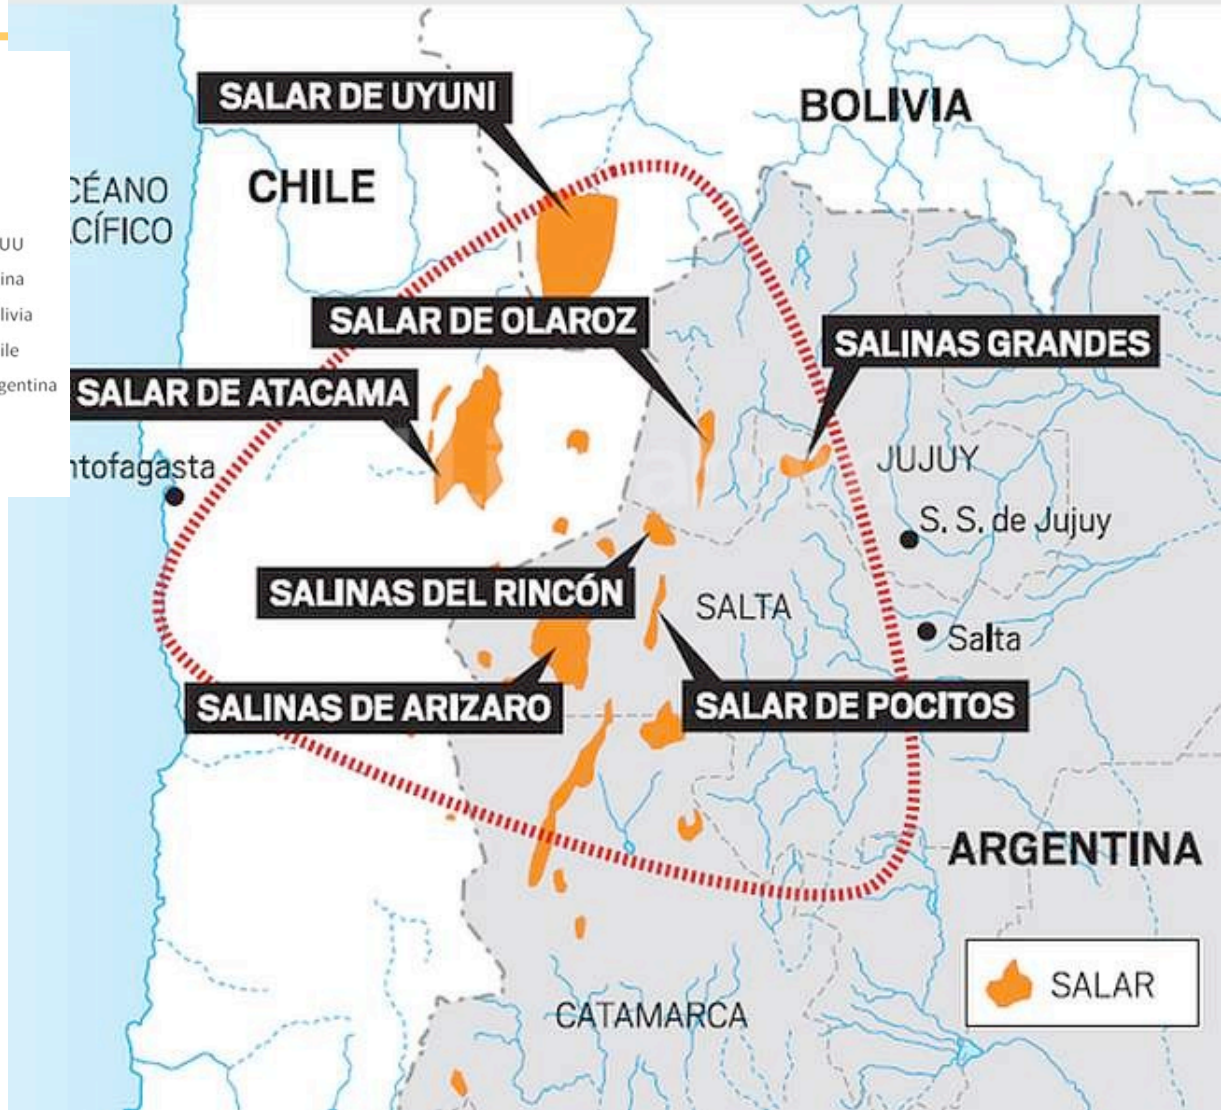 SALAR DE UYUNI
BOLIVIA
CHILE
CÉANO
CÍFICO
UU
ina
livia
ile
gentina
SALAR DE OLAROZ
SALINAS GRANDES
SALAR DE ATACAMA
ntofagasta
JUJUY
S. S. de Jujuy
SALINAS DEL RINCÓN
SALTA
Salta
SALINAS DE ARIZARO
SALAR DE POCITOS
ARGENTINA
SALAR
CATAMARCA